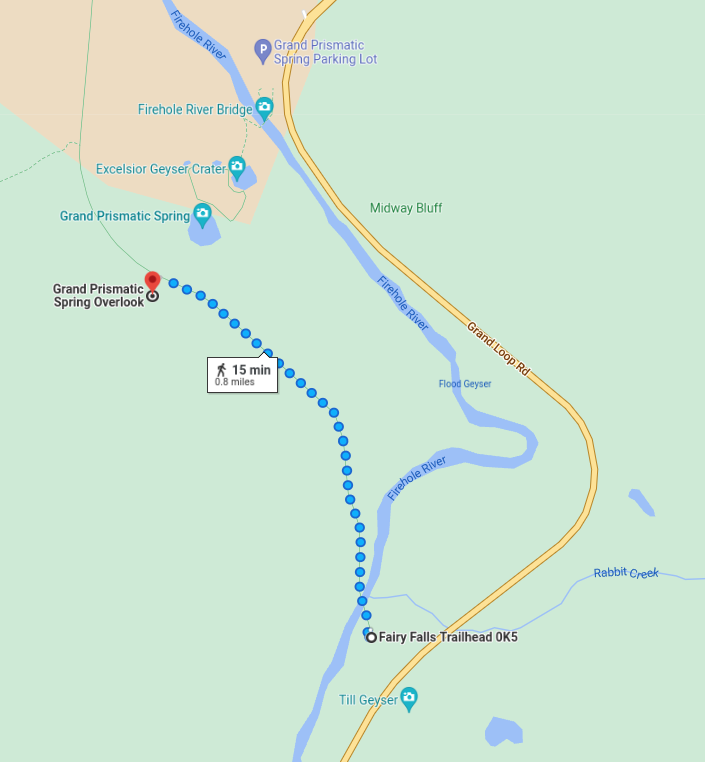 Firehole River
P
Grand Prismatic
Spring Parking Lot
Firehole River Bridge
Excelsior Geyser Crater
Grand Prismatic Spring
Midway Bluff
Grand Prismatic
Spring Overlook
Firehole River
Grand Loop Rd
15 min
0.8 miles
Flood Geyser
Firehole River
Rabbit Creek
Fairy Falls Trailhead 0K5
Till Geyser